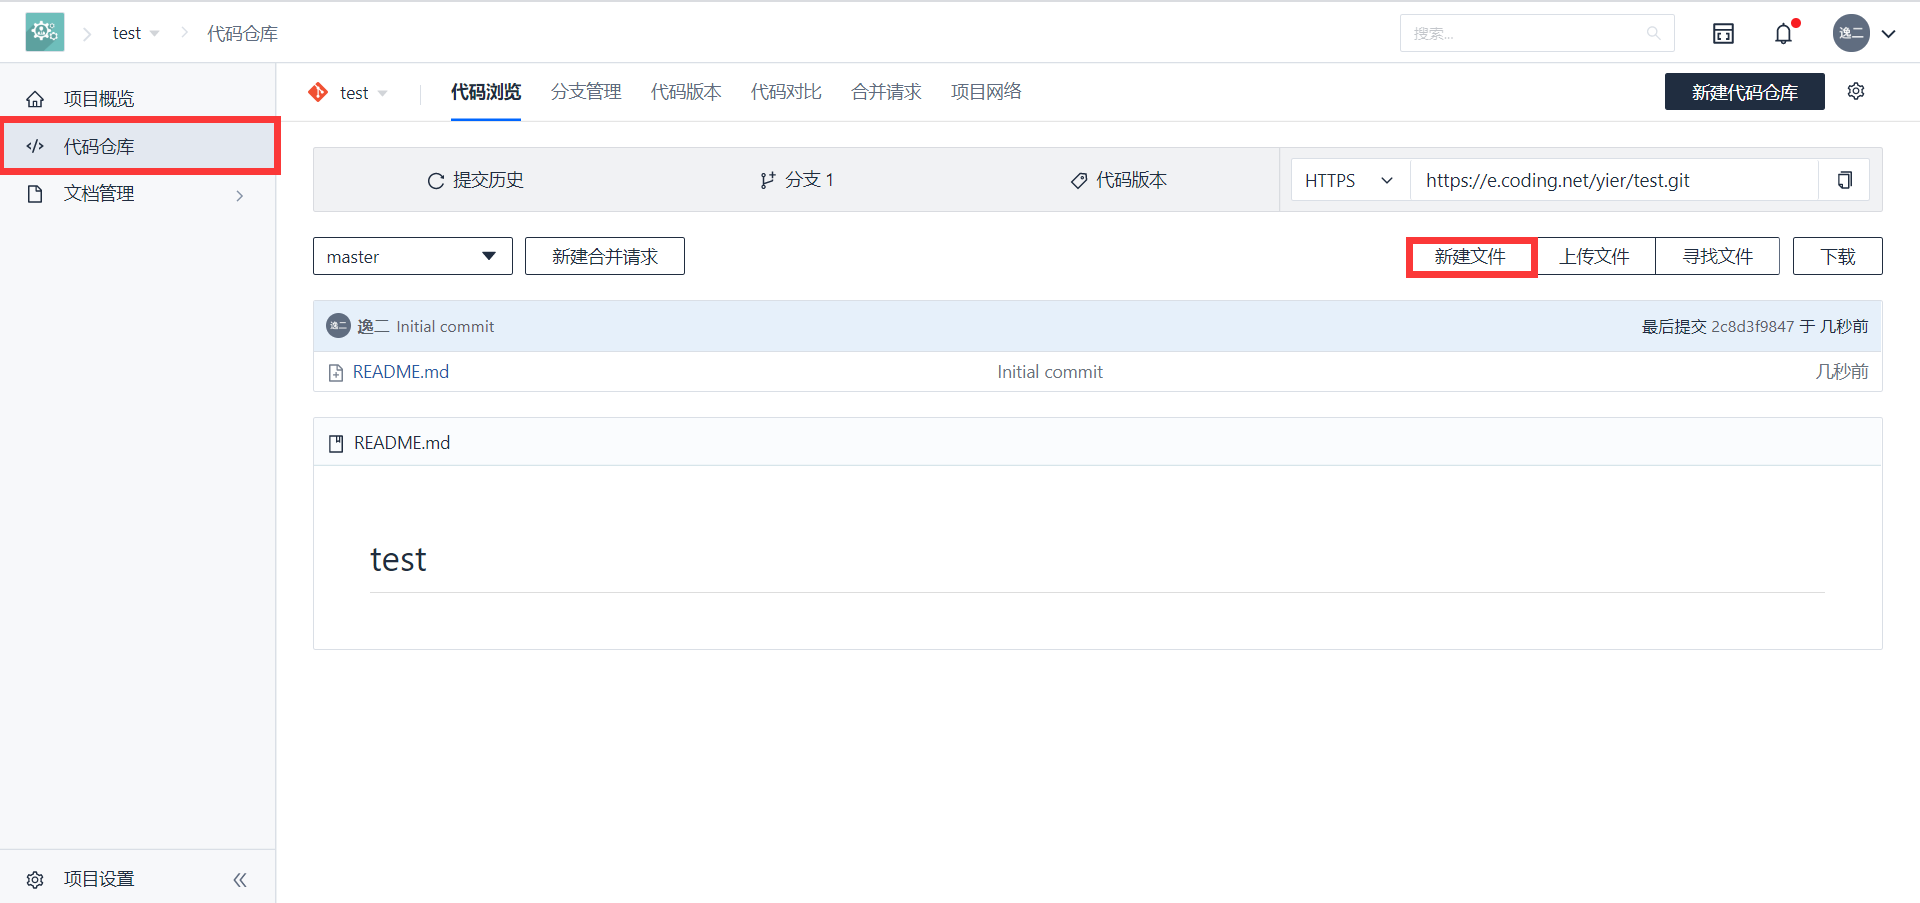 test 代码仓库 搜索... 逸二
项目概览
代码仓库
文档管理
项目设置
test 代码浏览 分支管理 代码版本 代码对比 合并请求 项目网络 新建代码仓库
提交历史 分支 1 代码版本 HTTPS https://e.coding.net/yier/test.git
master 新建合并请求 新建文件 上传文件 寻找文件 下载
逸二 逸二 Initial commit 最后提交 2c8d3f9847 于 几秒前
README.md Initial commit 几秒前
README.md
test